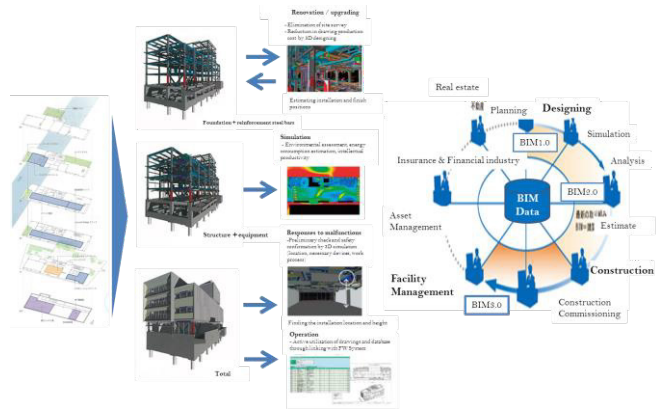 Renovation / upgrading
- Elimination of site survey
- Reduction in drawing production
cost by 3D designing
Estimating installation and finish
positions
Foundation + reinforcement steel bars
Simulation
- Environmental assessment, energy
consumption estimation, intellectual
productivity
Structure + equipment
Responses to malfunctions
-Preliminary check and safety
confirmation by 3D simulation
(location, necessary devices, work
process)
Finding the installation location and height
Operation
- Active utilization of drawings and database
through linking with FW System
Total
Real estate
Planning
Designing
BIM1.0
Simulation
Insurance & Financial industry
Analysis
BIM
Data
BIM2.0
Asset
Management
Estimate
Facility
Management
Construction
BIM3.0
Construction
Commissioning